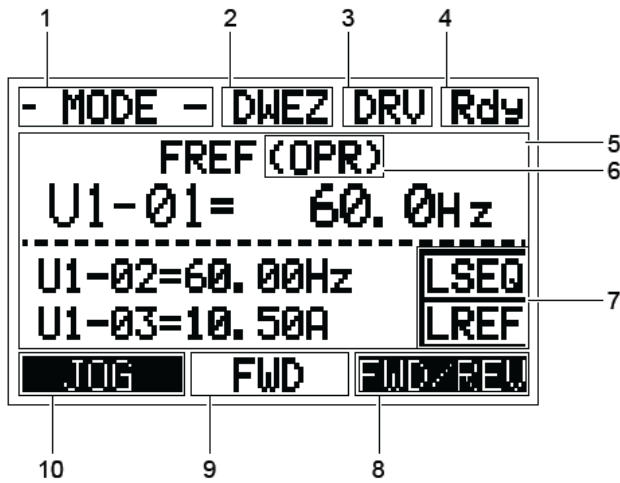 1 2 3 4
- MODE - DWEZ DRV Rdy
5
FREF (OPR)
6
U1-01= 60.0Hz
U1-02=60.00Hz LSEQ
7
U1-03=10.50A LREF
JOG FWD FWD/REV
10 9 8